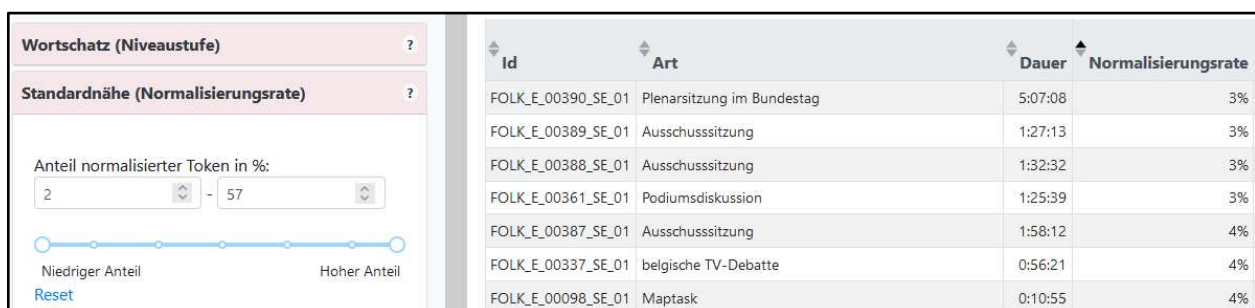 Wortschatz (Niveaustufe) ?
Standardnähe (Normalisierungsrate) ?
Anteil normalisierter Token in %:
2 - 57
Niedriger Anteil Hoher Anteil
Reset
Id Art Dauer Normalisierungsrate
FOLK_E_00390_SE_01 Plenarsitzung im Bundestag 5:07:08 3%
FOLK_E_00389_SE_01 Ausschusssitzung 1:27:13 3%
FOLK_E_00388_SE_01 Ausschusssitzung 1:32:32 3%
FOLK_E_00361_SE_01 Podiumsdiskussion 1:25:39 3%
FOLK_E_00387_SE_01 Ausschusssitzung 1:58:12 4%
FOLK_E_00337_SE_01 belgische TV-Debatte 0:56:21 4%
FOLK_E_00098_SE_01 Maptask 0:10:55 4%